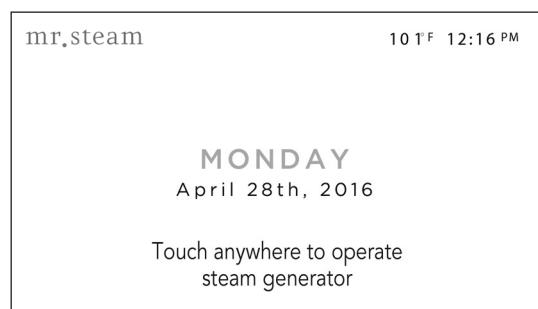 mr.steam 101°F 12:16 PM
MONDAY
April 28th, 2016
Touch anywhere to operate
steam generator